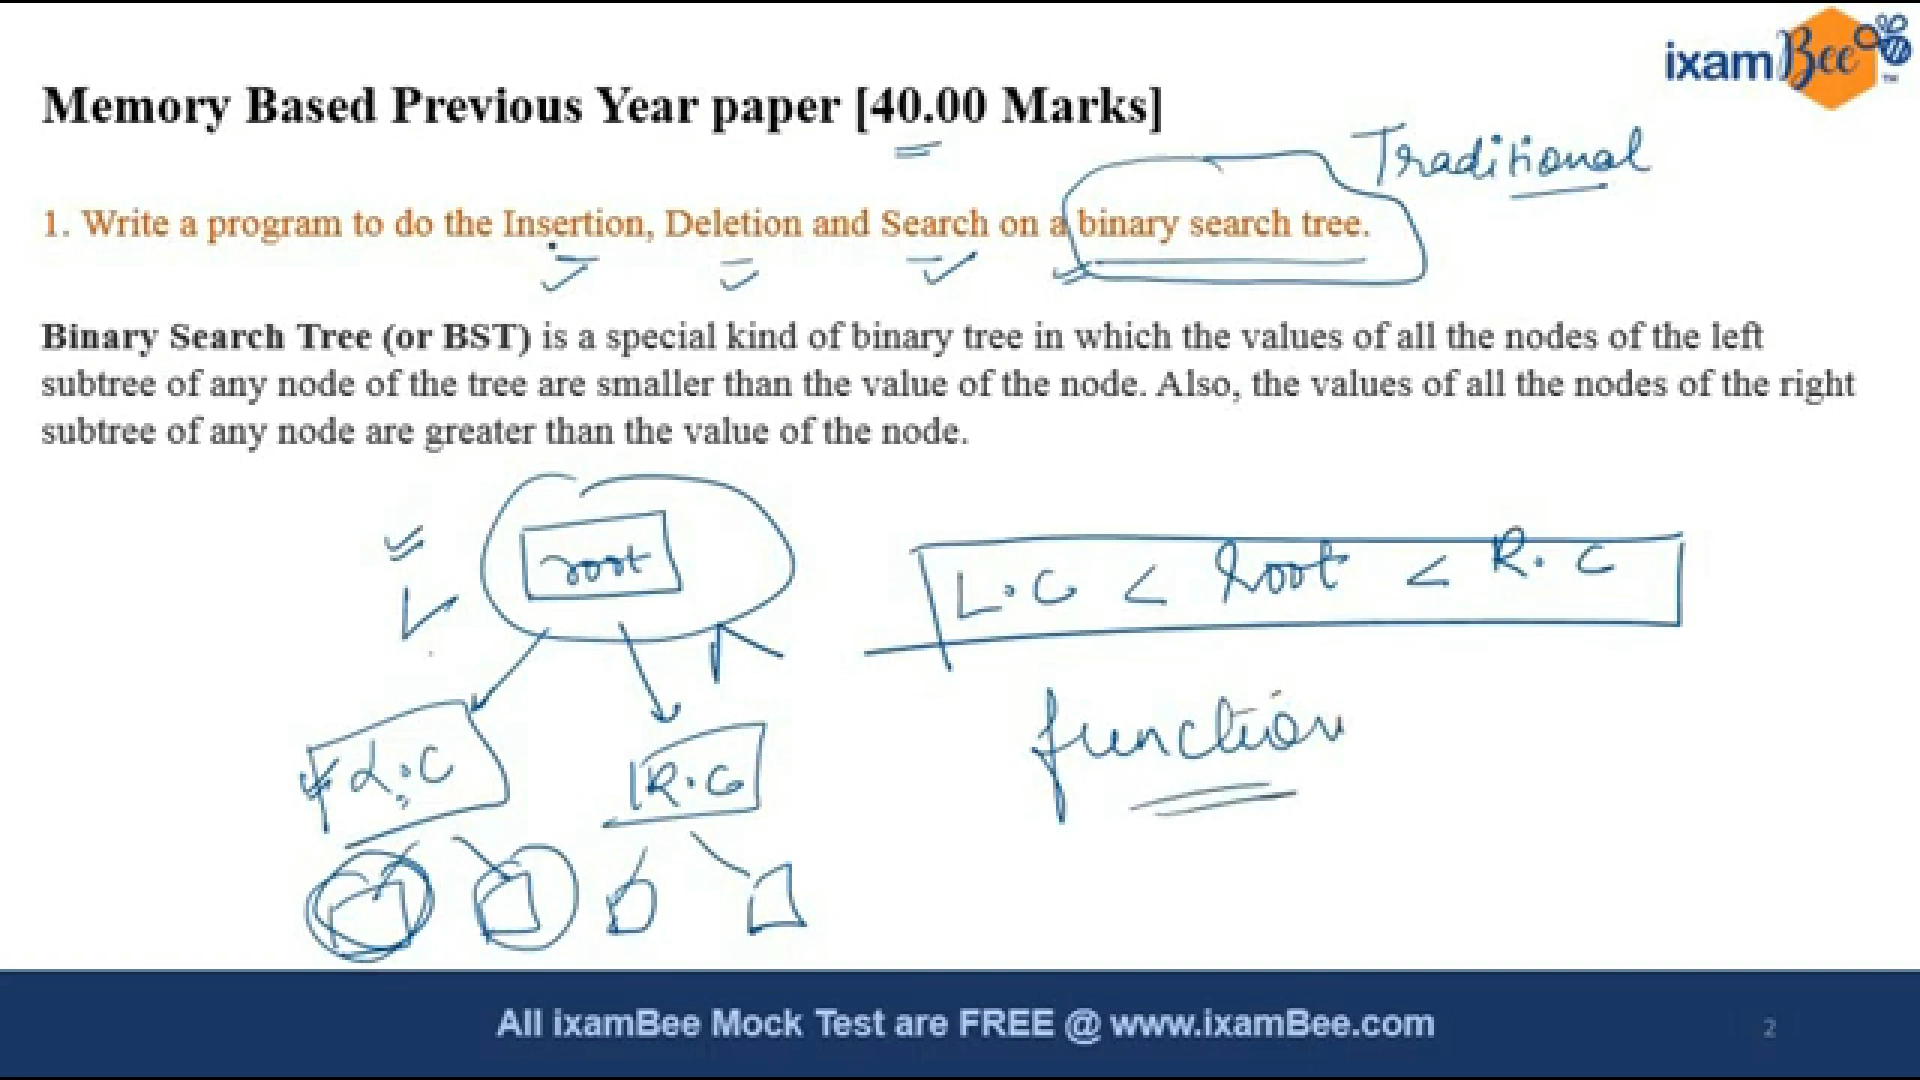 ixamBee
Memory Based Previous Year paper [40.00 Marks]
Traditional
1. Write a program to do the Insertion, Deletion and Search on a binary search tree.
Binary Search Tree (or BST) is a special kind of binary tree in which the values of all the nodes of the left
subtree of any node of the tree are smaller than the value of the node. Also, the values of all the nodes of the right
subtree of any node are greater than the value of the node.
root
L.C < Root < R.C
function
L.C
R.C
All ixamBee Mock Test are FREE @ www.ixamBee.com
2